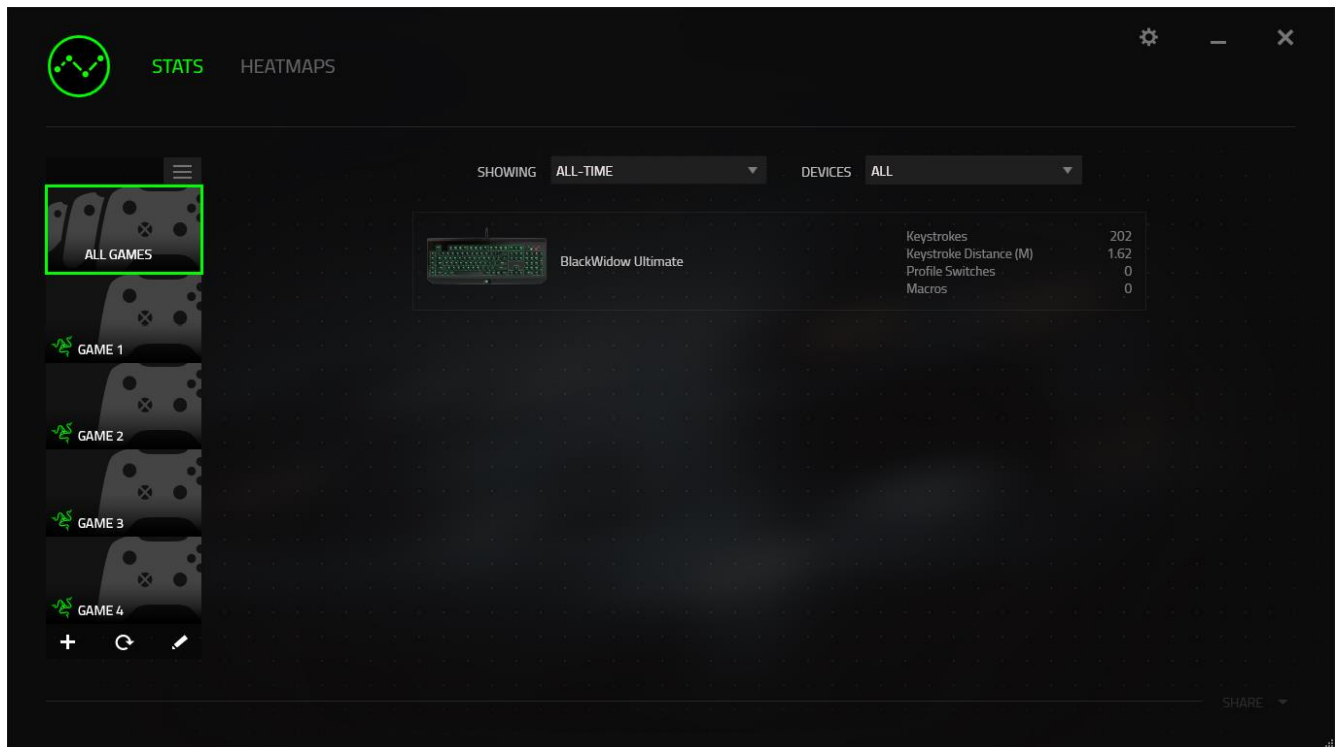 STATS HEATMAPS
SHOWING ALL-TIME DEVICES ALL
ALL GAMES
BlackWidow Ultimate
Keystrokes 202
Keystroke Distance (M) 1.62
Profile Switches 0
Macros 0
GAME 1
GAME 2
GAME 3
GAME 4
SHARE